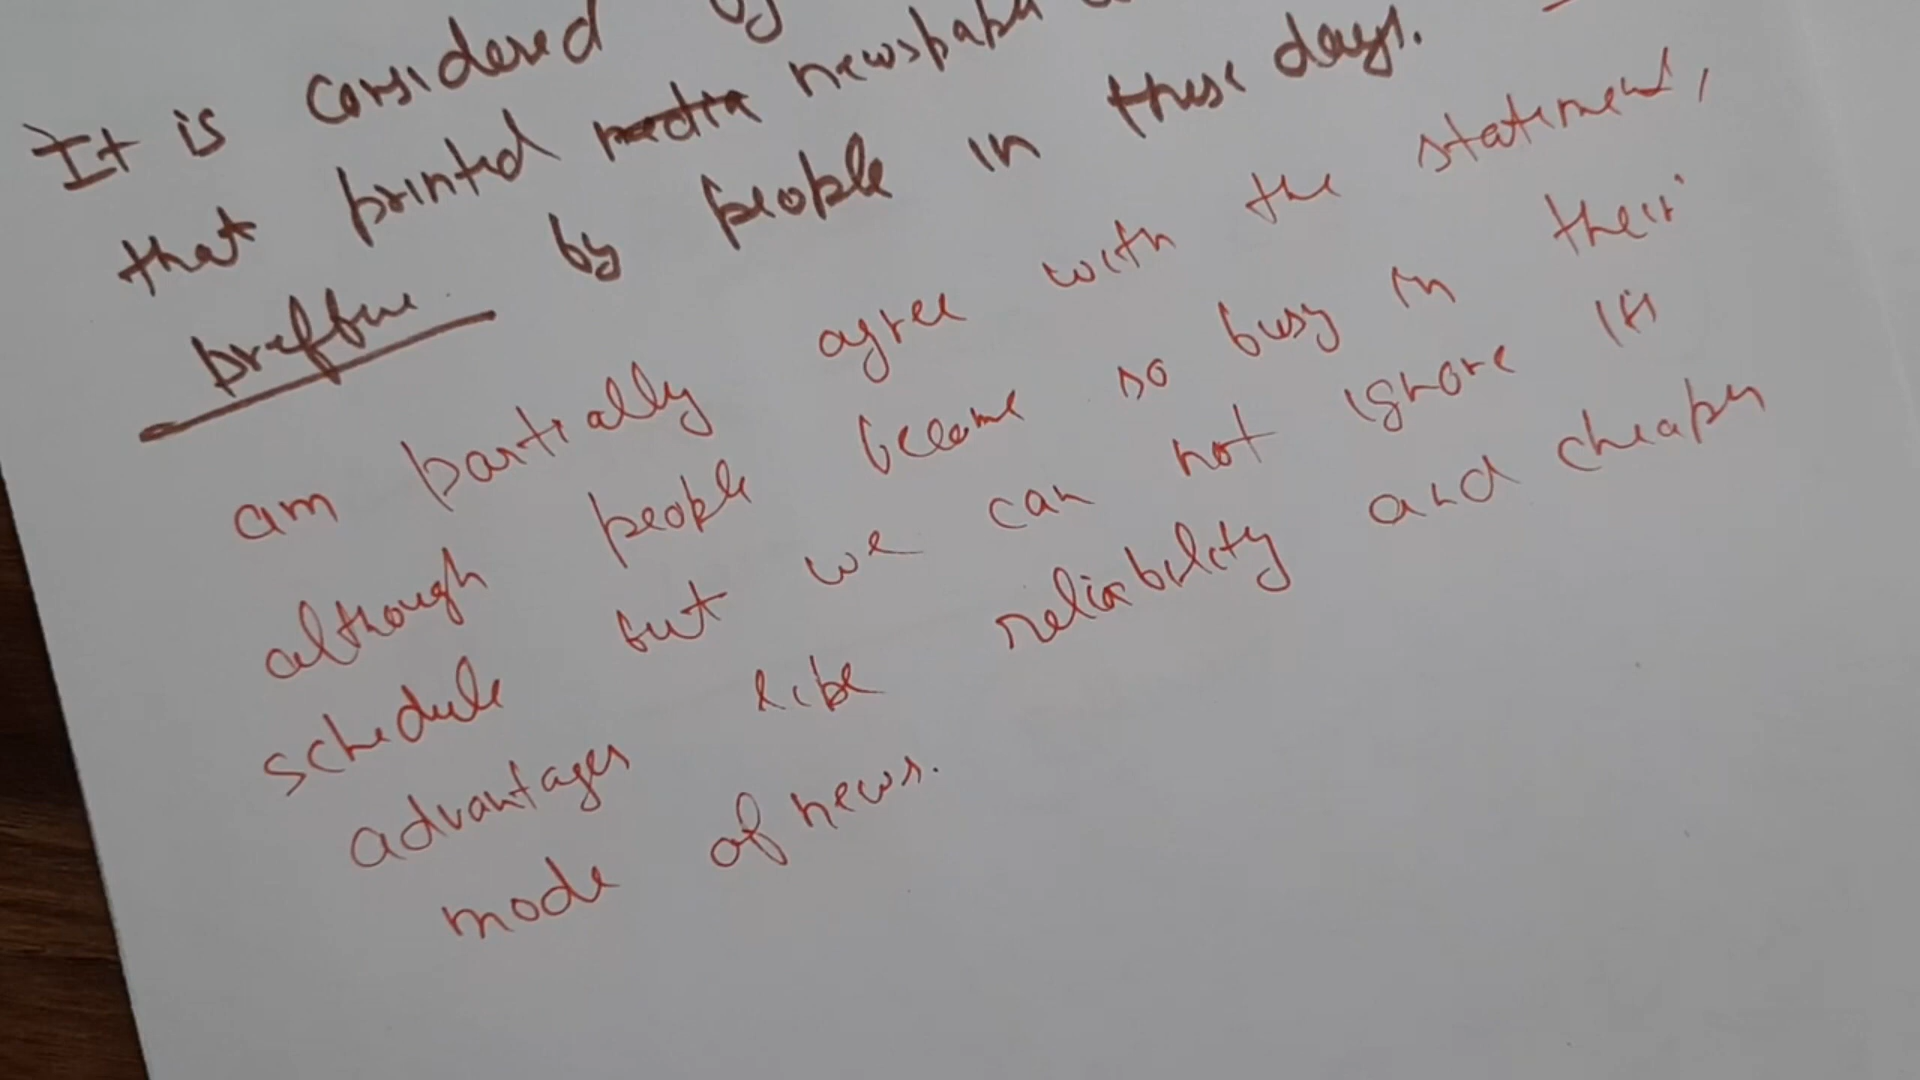 It is considered by
that printed media newspaper
preffue by people in these days.
am partially agree with the statement,
although people become so busy in their
schedule but we can not ignore its
advantages like reliability and cheaper
mode of news.